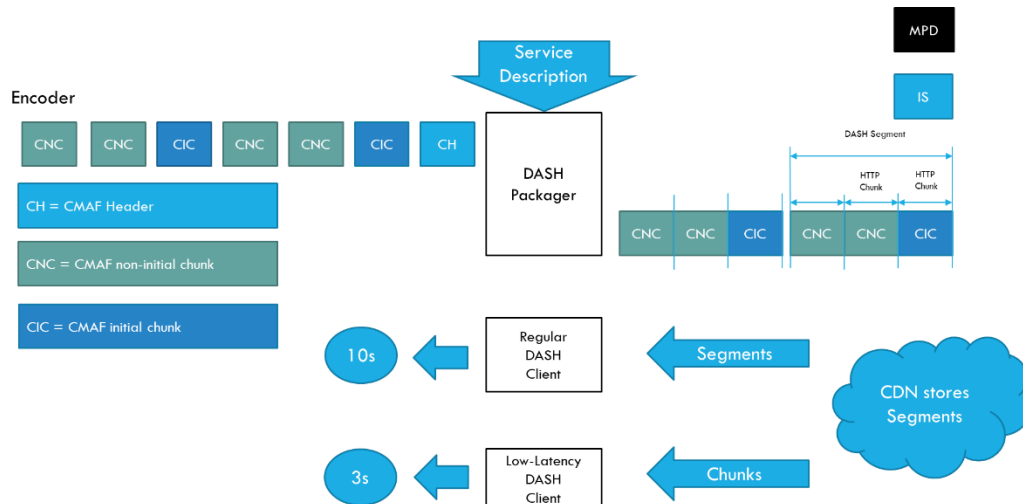 MPD
Service
Description
IS
Encoder
DASH Segment
CNC
CNC
CIC
CNC
CNC
CIC
CH
DASH
Packager
HTTP
Chunk
HTTP
Chunk
CH = CMAF Header
CNC
CNC
CIC
CNC
CNC
CIC
CNC = CMAF non-initial chunk
CIC = CMAF initial chunk
10s
Regular
DASH
Client
Segments
CDN stores
Segments
3s
Low-Latency
DASH
Client
Chunks